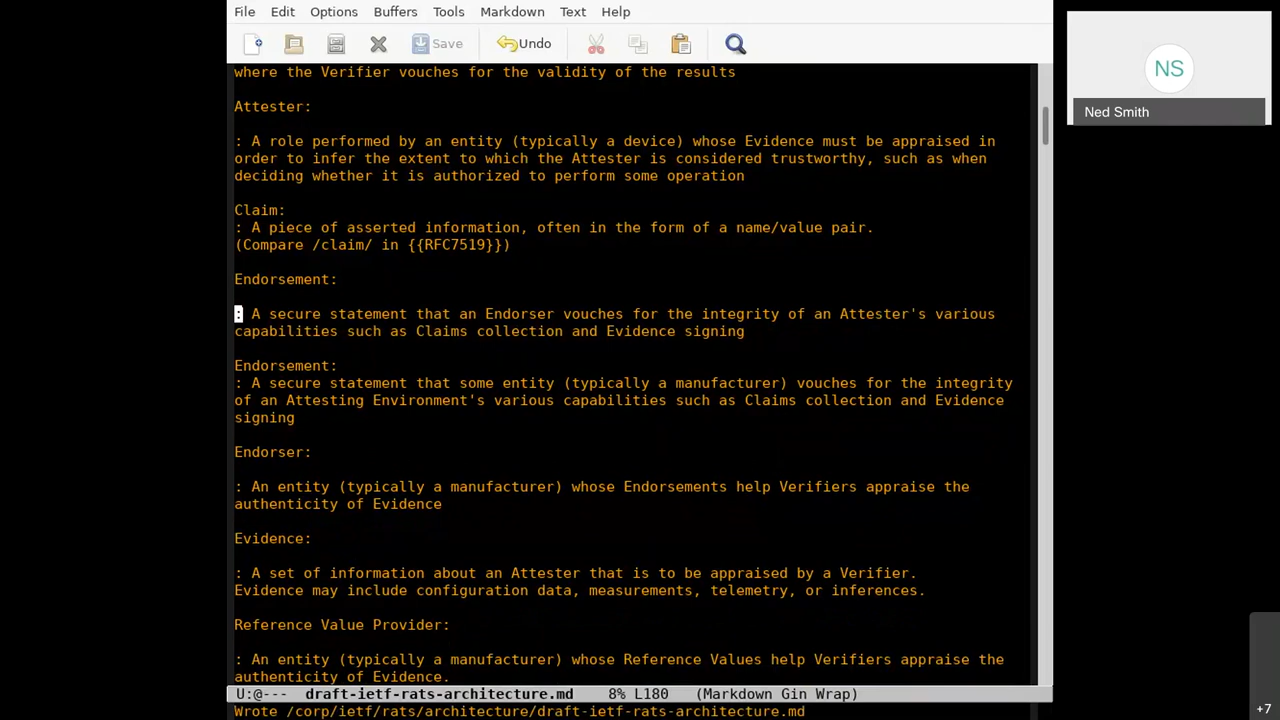 File Edit Options Buffers Tools Markdown Text Help
Save Undo
where the Verifier vouches for the validity of the results
Attester:
: A role performed by an entity (typically a device) whose Evidence must be appraised in
order to infer the extent to which the Attester is considered trustworthy, such as when
deciding whether it is authorized to perform some operation
Claim:
: A piece of asserted information, often in the form of a name/value pair.
(Compare /claim/ in {{RFC7519}})
Endorsement:
: A secure statement that an Endorser vouches for the integrity of an Attester's various
capabilities such as Claims collection and Evidence signing
Endorsement:
: A secure statement that some entity (typically a manufacturer) vouches for the integrity
of an Attesting Environment's various capabilities such as Claims collection and Evidence
signing
Endorser:
: An entity (typically a manufacturer) whose Endorsements help Verifiers appraise the
authenticity of Evidence
Evidence:
: A set of information about an Attester that is to be appraised by a Verifier.
Evidence may include configuration data, measurements, telemetry, or inferences.
Reference Value Provider:
: An entity (typically a manufacturer) whose Reference Values help Verifiers appraise the
authenticity of Evidence.
U:@--- draft-ietf-rats-architecture.md 8% L180 (Markdown Gin Wrap)
Wrote /corp/ietf/rats/architecture/draft-ietf-rats-architecture.md
NS
Ned Smith
+7